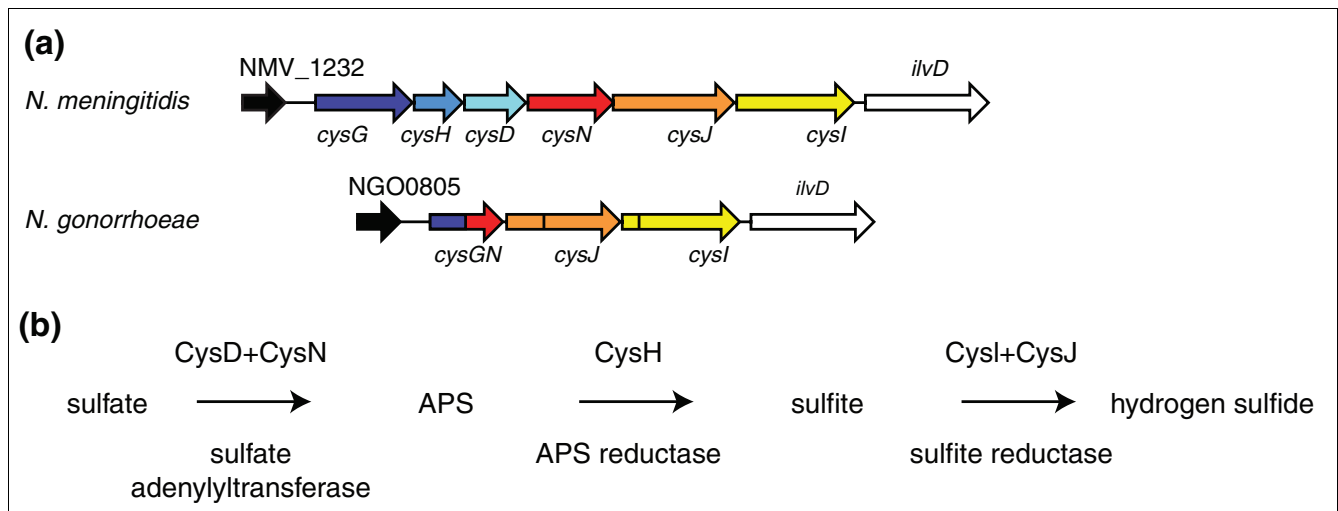 (a)
NMV_1232
ilvD
N. meningitidis
cysG cysH cysD cysN cysJ cysI
NGO0805
ilvD
N. gonorrhoeae
cysGN cysJ cysI
(b)
CysD+CysN CysH CysI+CysJ
sulfate APS sulfite hydrogen sulfide
sulfate APS reductase sulfite reductase
adenylyltransferase